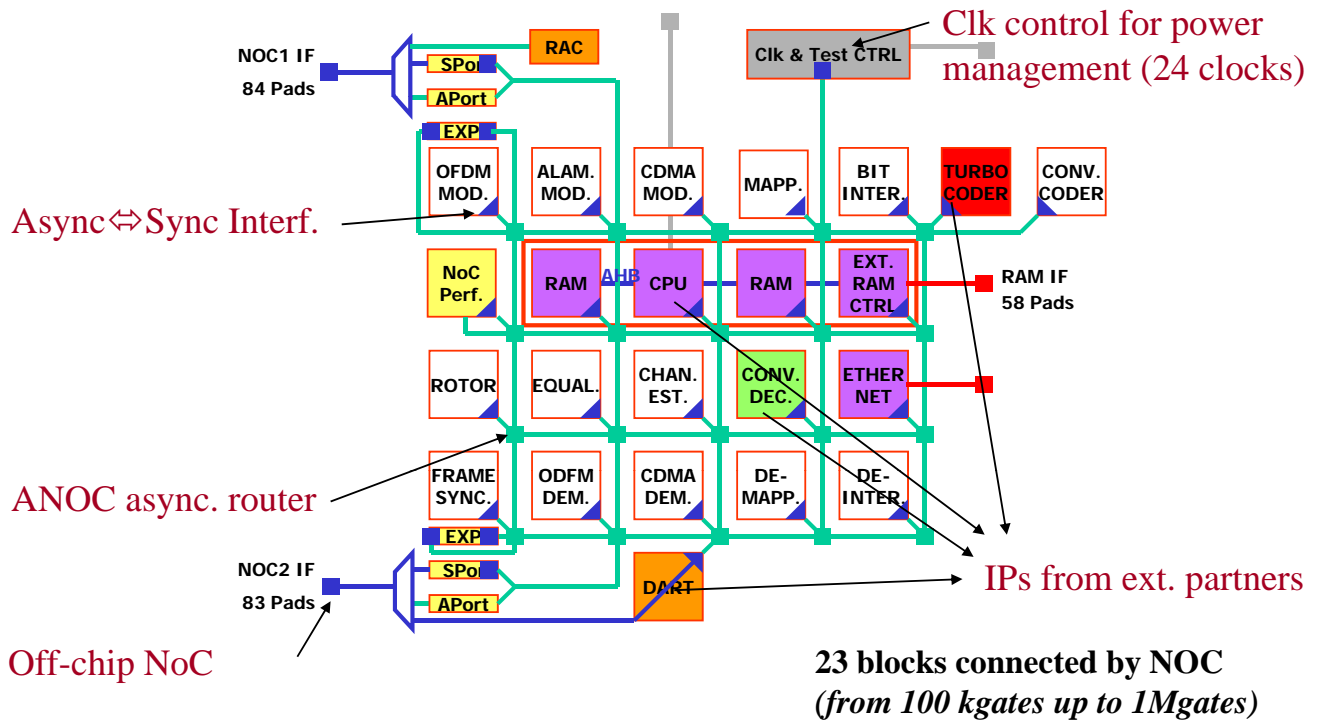 Clk control for power
management (24 clocks)
NOC1 IF
84 Pads
RAC
SPor
APort
EXP
Clk & Test CTRL
OFDM
MOD.
ALAM.
MOD.
CDMA
MOD.
MAPP.
BIT
INTER.
TURBO
CODER
CONV.
CODER
Async⇔Sync Interf.
NoC
Perf.
RAM
AHB
CPU
RAM
EXT.
RAM
CTRL
RAM IF
58 Pads
ROTOR
EQUAL.
CHAN.
EST.
CONV.
DEC.
ETHER
NET
ANOC async. router
FRAME
SYNC.
ODFM
DEM.
CDMA
DEM.
DE-
MAPP.
DE-
INTER.
EXP
NOC2 IF
83 Pads
SPor
APort
DART
IPs from ext. partners
Off-chip NoC
23 blocks connected by NOC
(from 100 kgates up to 1Mgates)